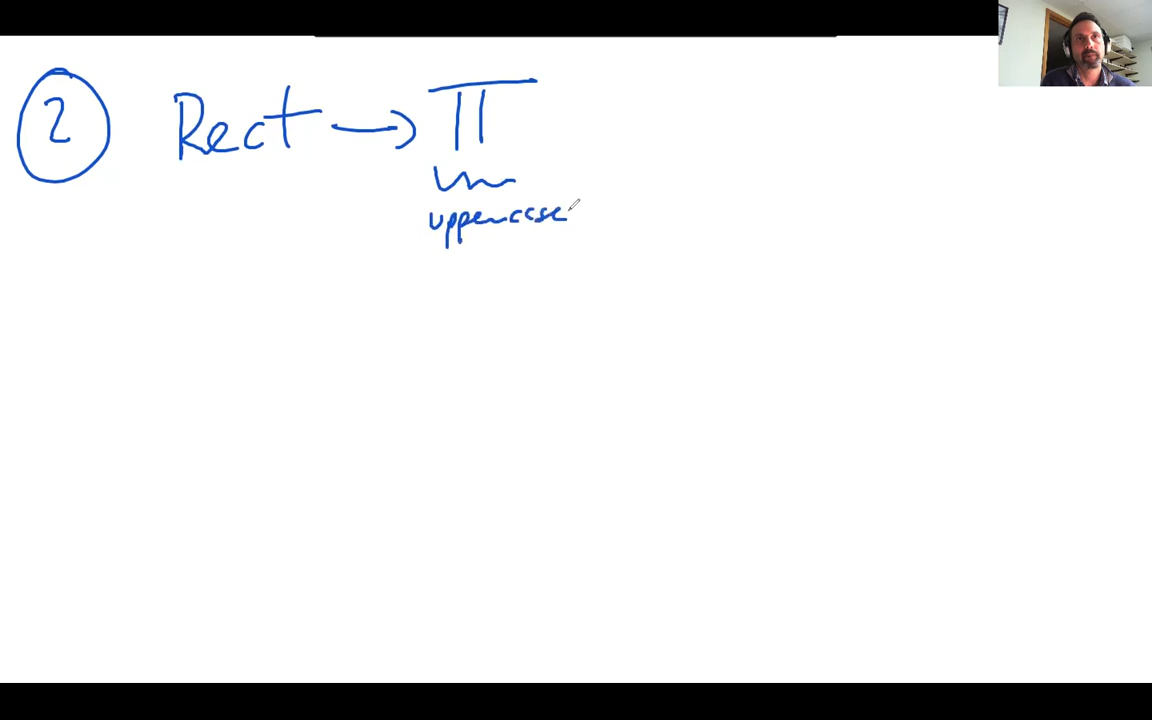 ② Rect → Π
uppercase